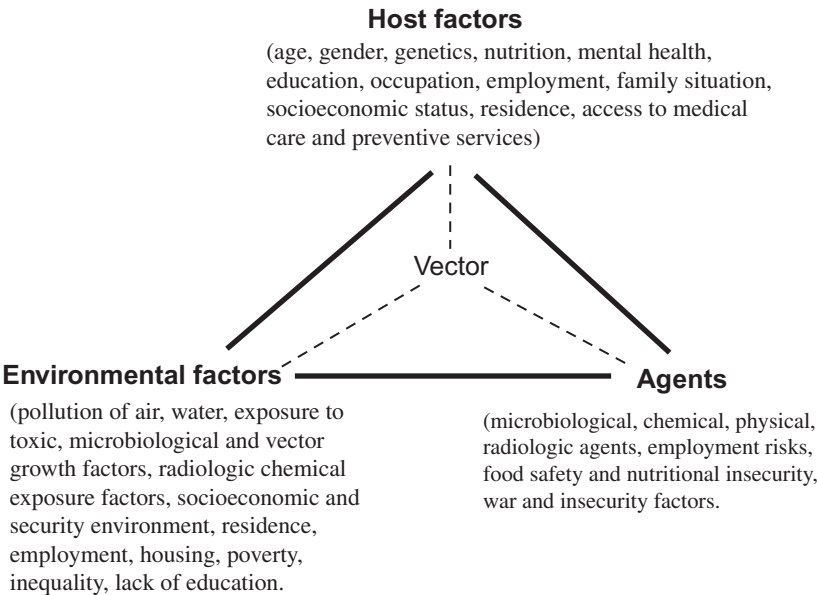 Host factors
(age, gender, genetics, nutrition, mental health,
education, occupation, employment, family situation,
socioeconomic status, residence, access to medical
care and preventive services)
Vector
Environmental factors
(pollution of air, water, exposure to
toxic, microbiological and vector
growth factors, radiologic chemical
exposure factors, socioeconomic and
security environment, residence,
employment, housing, poverty,
inequality, lack of education.
Agents
(microbiological, chemical, physical,
radiologic agents, employment risks,
food safety and nutritional insecurity,
war and insecurity factors.